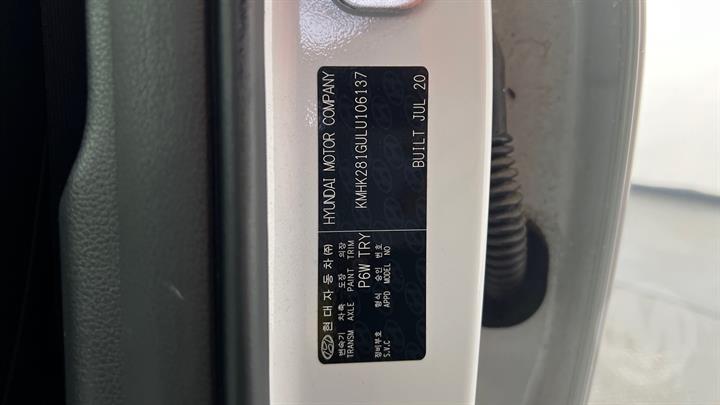 현대자동차㈜ HYUNDAI MOTOR COMPANY
변속기 차축 도장 의장
TRANSM AXLE PAINT TRIM
P6W TRY KMHK281GULU106137
정비부호 형식 승인 번호
S.V.C APPD MODEL NO
BUILT JUL 20